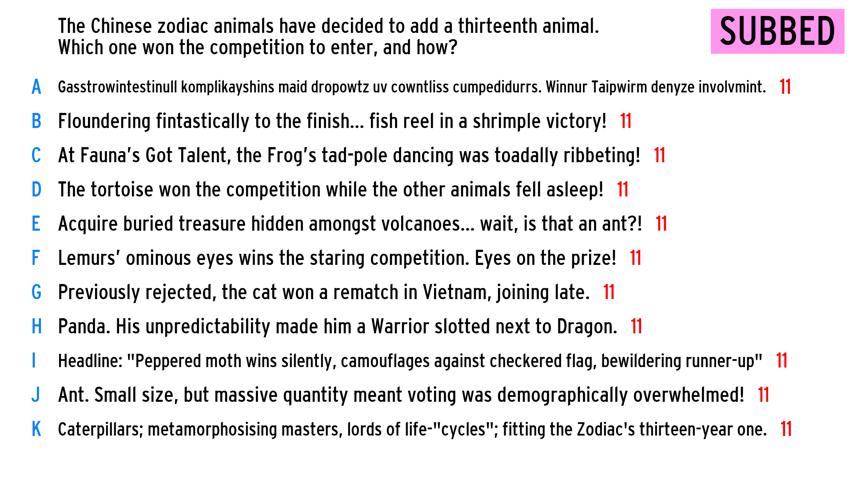 The Chinese zodiac animals have decided to add a thirteenth animal.
Which one won the competition to enter, and how?
SUBBED
A Gasstrowintestinull komplikayshins maid dropowtz uv cowntliss cumpedidurrs. Winnur Taipwirm denyze involvmint. 11
B Floundering fintastically to the finish... fish reel in a shrimple victory! 11
C At Fauna's Got Talent, the Frog's tad-pole dancing was toadally ribbeting! 11
D The tortoise won the competition while the other animals fell asleep! 11
E Acquire buried treasure hidden amongst volcanoes... wait, is that an ant?! 11
F Lemurs' ominous eyes wins the staring competition. Eyes on the prize! 11
G Previously rejected, the cat won a rematch in Vietnam, joining late. 11
H Panda. His unpredictability made him a Warrior slotted next to Dragon. 11
I Headline: "Peppered moth wins silently, camouflages against checkered flag, bewildering runner-up" 11
J Ant. Small size, but massive quantity meant voting was demographically overwhelmed! 11
K Caterpillars; metamorphosising masters, lords of life-"cycles"; fitting the Zodiac's thirteen-year one. 11